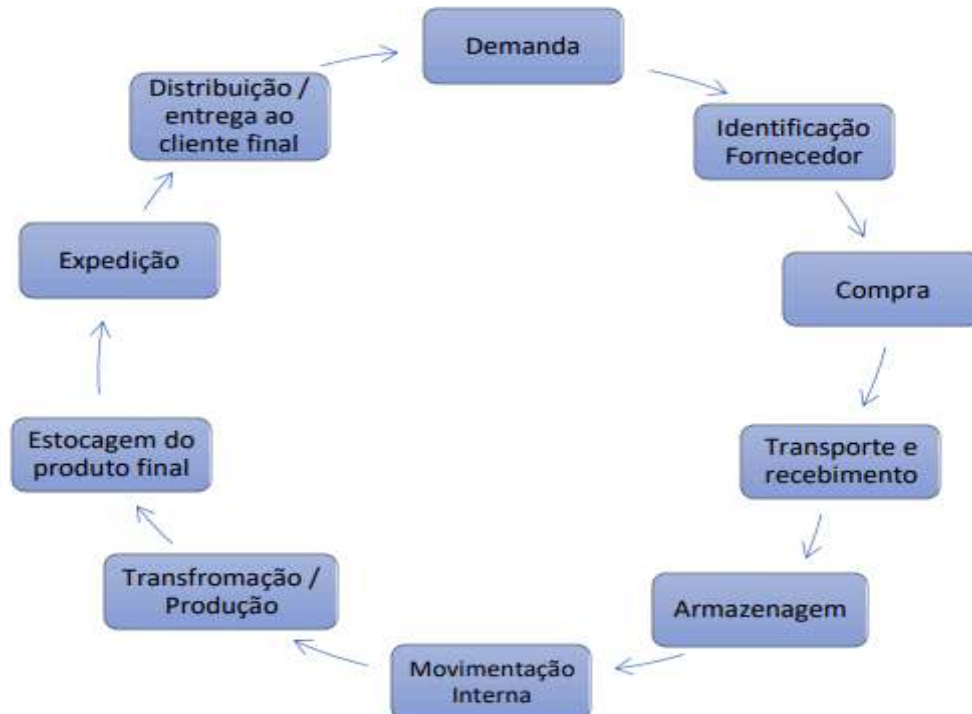 Demanda
Identificação
Fornecedor
Compra
Transporte e
recebimento
Armazenagem
Movimentação
Interna
Transfromação /
Produção
Estocagem do
produto final
Expedição
Distribuição /
entrega ao
cliente final